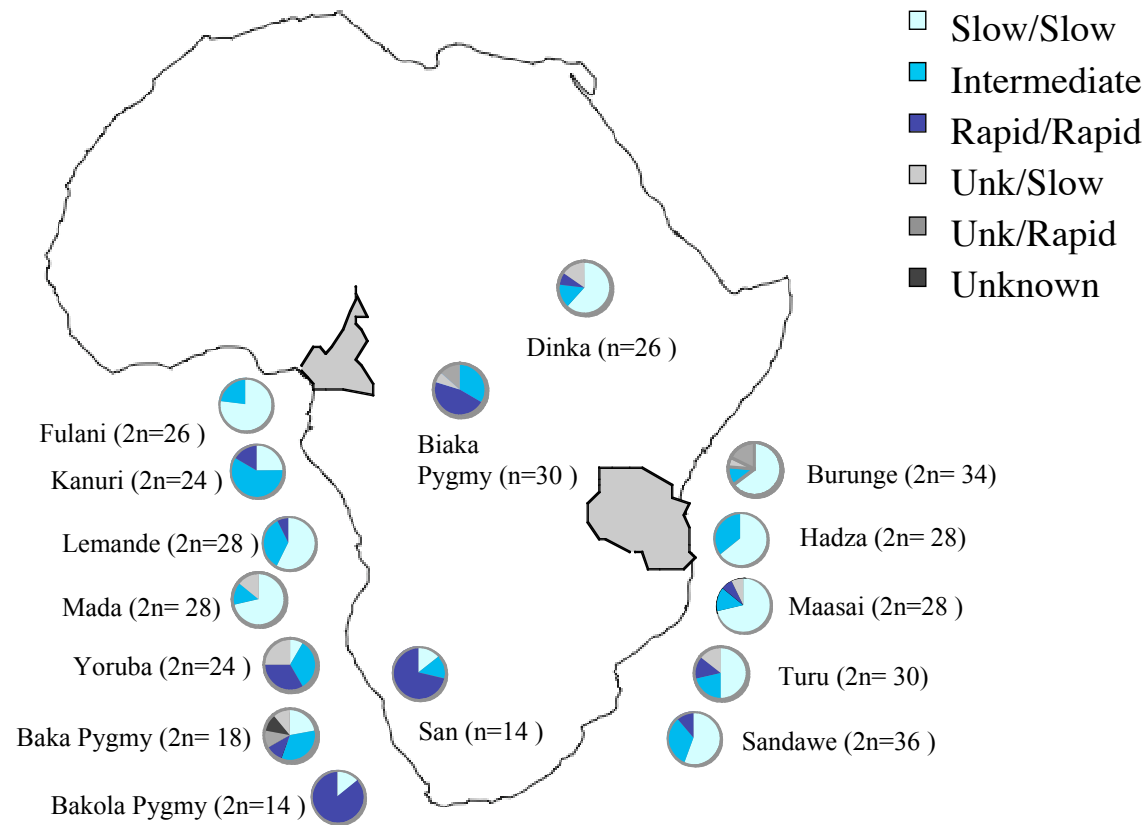 Slow/Slow
Intermediate
Rapid/Rapid
Unk/Slow
Unk/Rapid
Unknown
Dinka (n=26 )
Biaka
Pygmy (n=30 )
Fulani (2n=26 )
Kanuri (2n=24 )
Lemande (2n=28 )
Mada (2n= 28)
Yoruba (2n=24)
Baka Pygmy (2n= 18)
Bakola Pygmy (2n=14 )
San (n=14 )
Burunge (2n= 34)
Hadza (2n= 28)
Maasai (2n=28 )
Turu (2n= 30)
Sandawe (2n=36 )